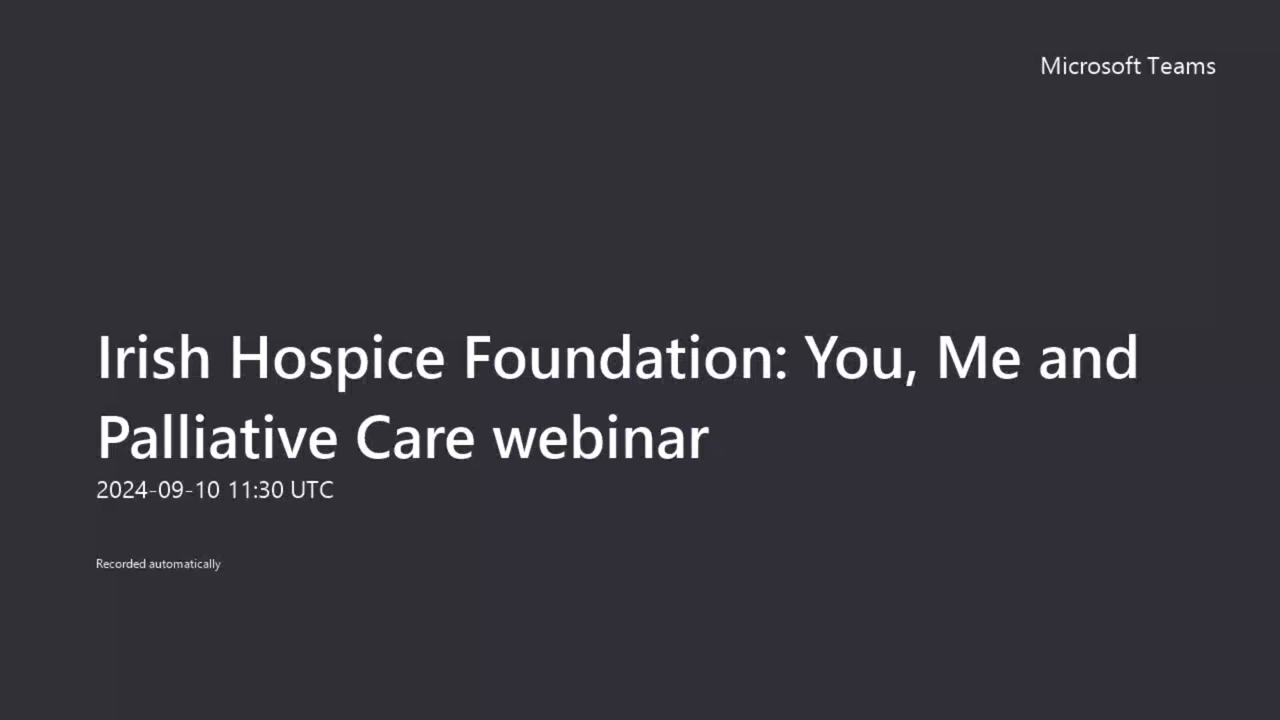 Microsoft Teams
Irish Hospice Foundation: You, Me and
Palliative Care webinar
2024-09-10 11:30 UTC
Recorded automatically